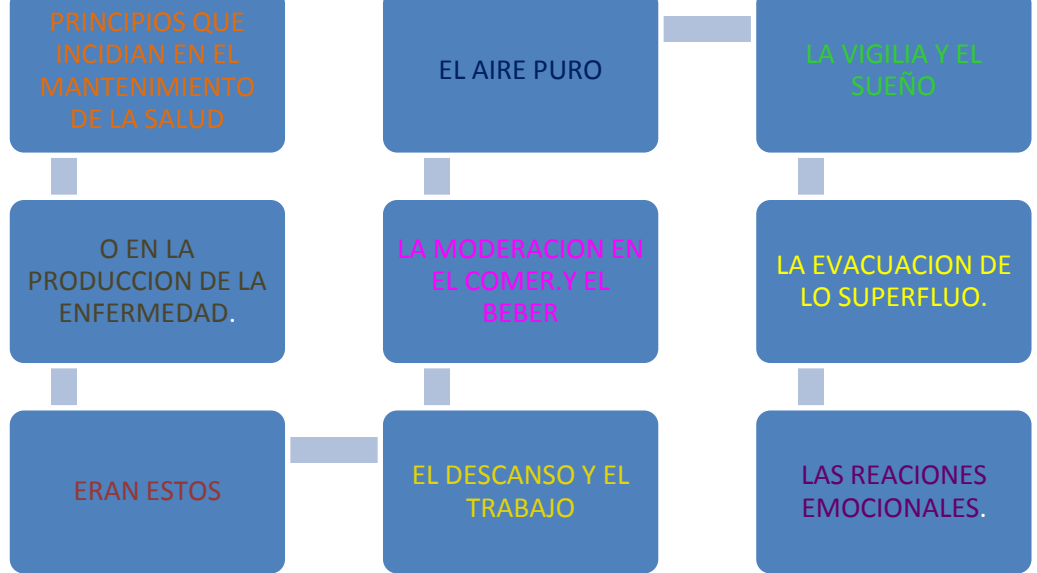 PRINCIPIOS QUE
INCIDIAN EN EL
MANTENIMIENTO
DE LA SALUD
O EN LA
PRODUCCION DE LA
ENFERMEDAD.
ERAN ESTOS
EL DESCANSO Y EL
TRABAJO
LA MODERACION EN
EL COMER.Y EL
BEBER
EL AIRE PURO
LA VIGILIA Y EL
SUEÑO
LA EVACUACION DE
LO SUPERFLUO.
LAS REACIONES
EMOCIONALES.